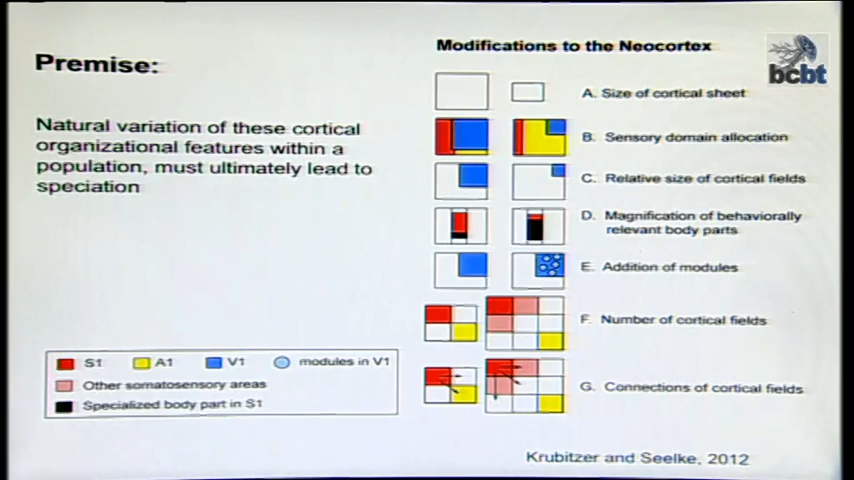 Premise:
Natural variation of these cortical
organizational features within a
population, must ultimately lead to
speciation
Modifications to the Neocortex
bcbt
A. Size of cortical sheet
B. Sensory domain allocation
C. Relative size of cortical fields
D. Magnification of behaviorally
relevant body parts
E. Addition of modules
F. Number of cortical fields
G. Connections of cortical fields
S1 A1 V1 modules in V1
Other somatosensory areas
Specialized body part in S1
Krubitzer and Seelke, 2012